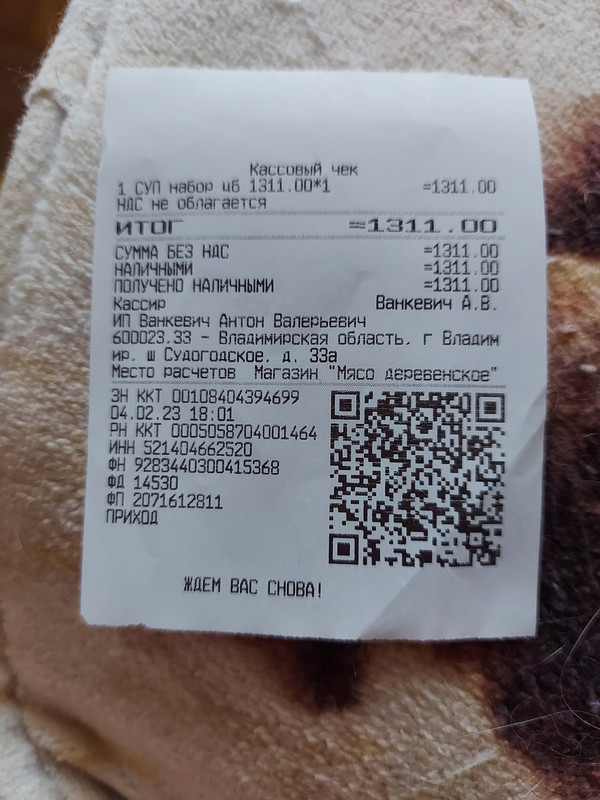 Кассовый чек
1 СУП набор цб 1311.00*1 =1311.00
НДС не облагается
ИТОГ =1311.00
СУММА БЕЗ НДС =1311.00
НАЛИЧНЫМИ =1311.00
ПОЛУЧЕНО НАЛИЧНЫМИ =1311.00
Кассир Ванкевич А.В.
ИП Ванкевич Антон Валерьевич
600023,33 - Владимирская область, г Владим
ир, ш Судогодское, д. 33а
Место расчетов Магазин "Мясо деревенское"
ЗН ККТ 00108404394699
04.02.23 18:01
РН ККТ 0005058704001464
ИНН 521404662520
ФН 9283440300415368
ФД 14530
ФП 2071612811
ПРИХОД
ЖДЕМ ВАС СНОВА!